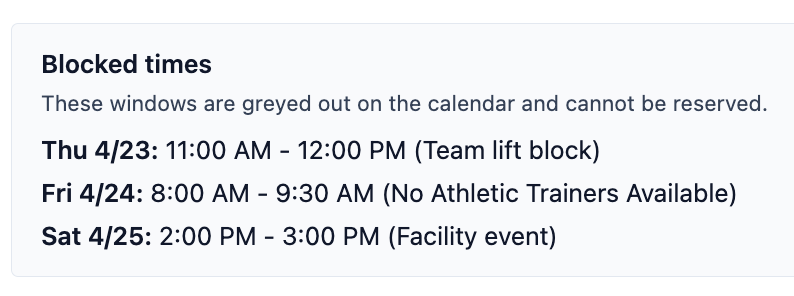 Blocked times
These windows are greyed out on the calendar and cannot be reserved.
Thu 4/23: 11:00 AM - 12:00 PM (Team lift block)
Fri 4/24: 8:00 AM - 9:30 AM (No Athletic Trainers Available)
Sat 4/25: 2:00 PM - 3:00 PM (Facility event)